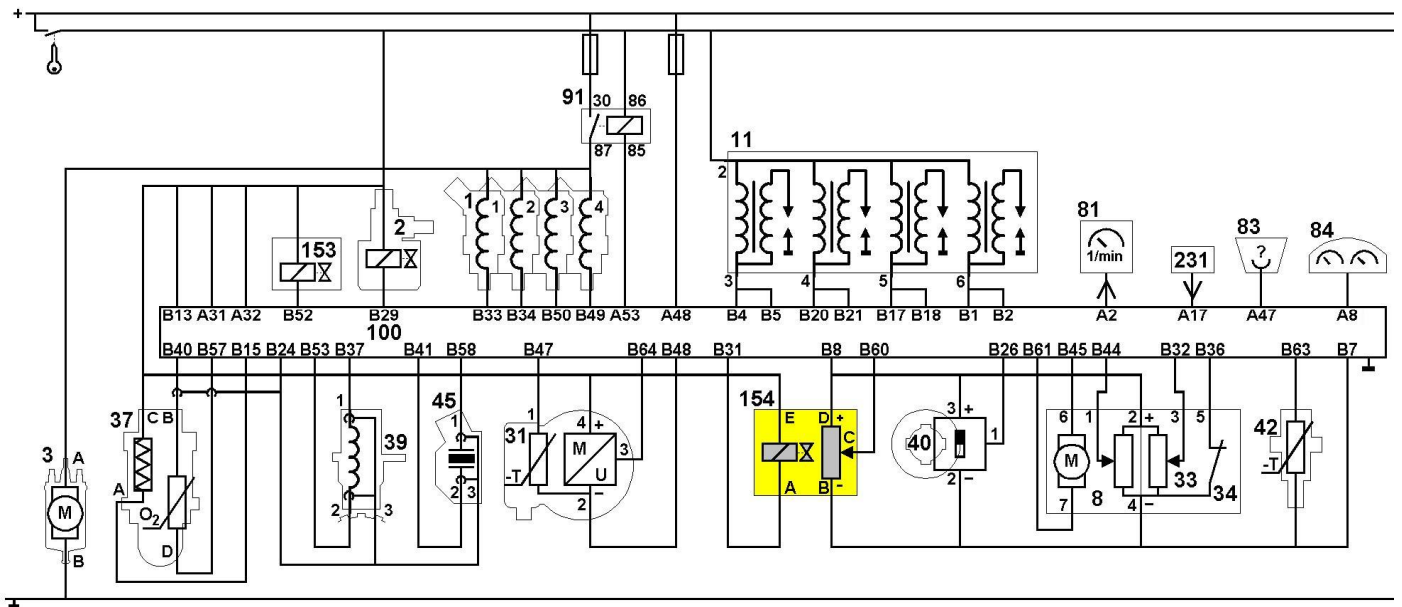 +
91 30 86
87 85
11
2
1 1 2 3 4
2
153
81
1/min
83
?
84
231
3 4 5 6
B13 A31 A32 B52 B29 B33 B34 B50 B49 A53 A48 B4 B5 B20 B21 B17 B18 B1 B2 A2 A17 A47 A8
100
B40 B57 B15 B24 B53 B37 B41 B58 B47 B64 B48 B31 B8 B60 B26 B61 B45 B44 B32 B36 B63 B7
37 C B
1
39
45 1
1 4 +
31
M
U
3
154 E D + C
3 +
40
1
6 1 2 + 3 5
M
42
3 A
M
B
A
O2
D
2 3
2 3
-T
2 –
A B –
2 –
7 8 4 – 33 34
-T